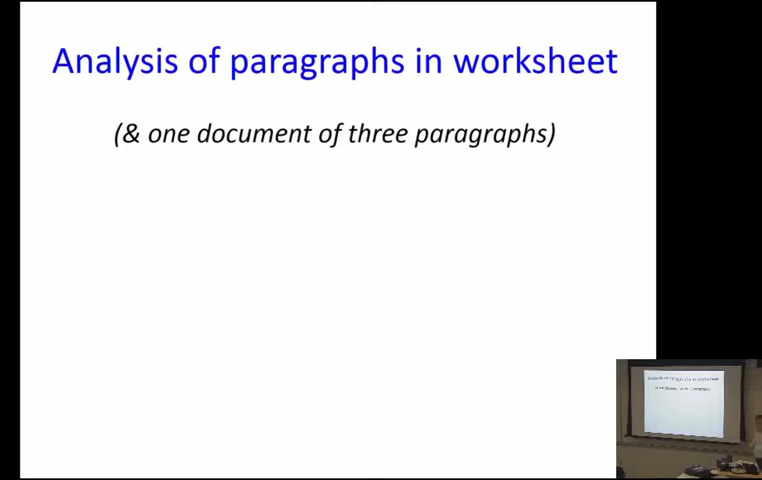 Analysis of paragraphs in worksheet
(& one document of three paragraphs)